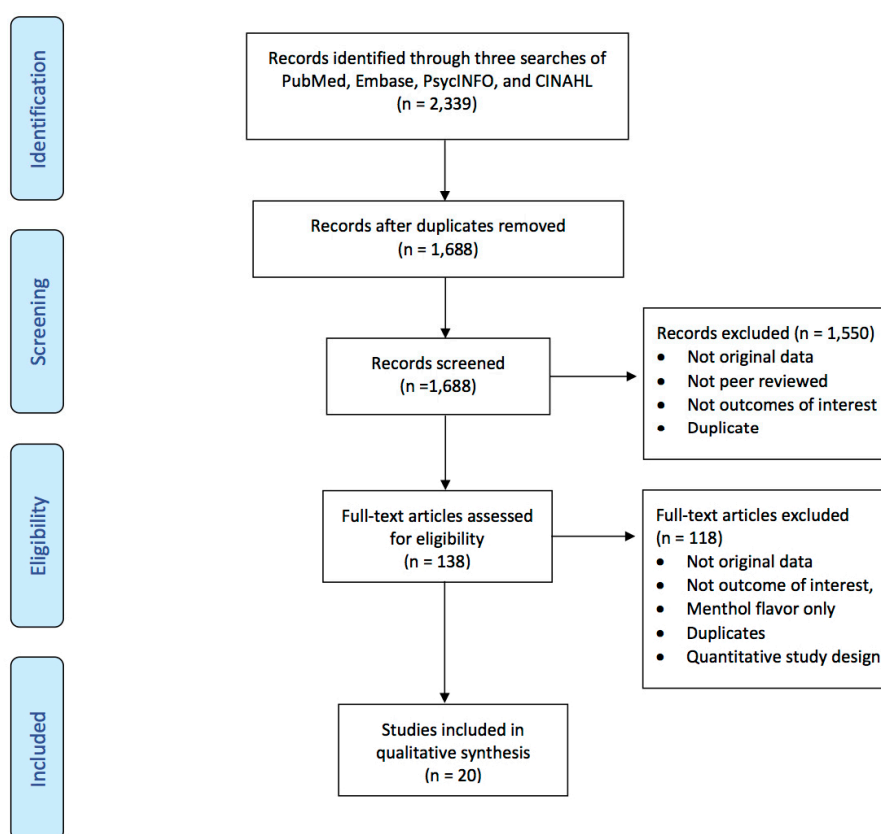 Identification
Records identified through three searches of
PubMed, Embase, PsycINFO, and CINAHL
(n = 2,339)
Screening
Records after duplicates removed
(n = 1,688)
Records screened
(n =1,688)
Records excluded (n = 1,550)
• Not original data
• Not peer reviewed
• Not outcomes of interest
• Duplicate
Eligibility
Full-text articles assessed
for eligibility
(n = 138)
Full-text articles excluded
(n = 118)
• Not original data
• Not outcome of interest,
• Menthol flavor only
• Duplicates
• Quantitative study design
Included
Studies included in
qualitative synthesis
(n = 20)